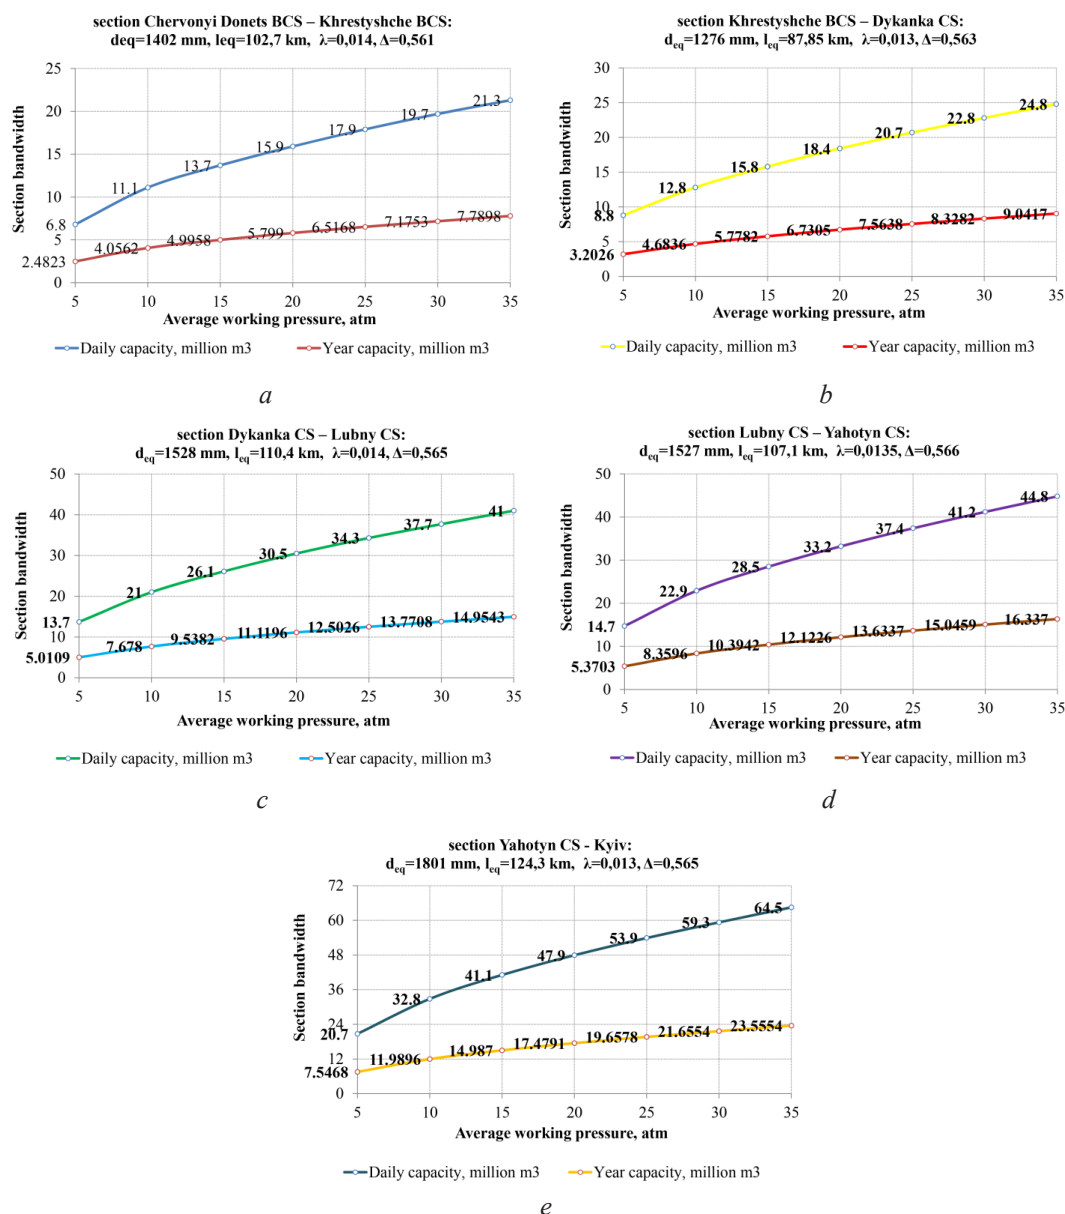 section Chervonyi Donets BCS – Khrestyshche BCS:
deq=1402 mm, leq=102,7 km, λ=0,014, Δ=0,561
Section bandwidth
25
20
15
10
5
0
6.8
11.1
13.7
15.9
17.9
19.7
21.3
2.4823
4.0562
4.9958
5.799
6.5168
7.1753
7.7898
5 10 15 20 25 30 35
Average working pressure, atm
Daily capacity, million m3 Year capacity, million m3
a
section Khrestyshche BCS – Dykanka CS:
deq=1276 mm, leq=87,85 km, λ=0,013, Δ=0,563
Section bandwidth
30
25
20
15
10
5
0
8.8
12.8
15.8
18.4
20.7
22.8
24.8
3.2026
4.6836
5.7782
6.7305
7.5638
8.3282
9.0417
5 10 15 20 25 30 35
Average working pressure, atm
Daily capacity, million m3 Year capacity, million m3
b
section Dykanka CS – Lubny CS:
deq=1528 mm, leq=110,4 km, λ=0,014, Δ=0,565
Section bandwidth
50
40
30
20
10
0
13.7
21
26.1
30.5
34.3
37.7
41
5.0109
7.678
9.5382
11.1196
12.5026
13.7708
14.9543
5 10 15 20 25 30 35
Average working pressure, atm
Daily capacity, million m3 Year capacity, million m3
c
section Lubny CS – Yahotyn CS:
deq=1527 mm, leq=107,1 km, λ=0,0135, Δ=0,566
Section bandwidth
50
40
30
20
10
0
14.7
22.9
28.5
33.2
37.4
41.2
44.8
5.3703
8.3596
10.3942
12.1226
13.6337
15.0459
16.337
5 10 15 20 25 30 35
Average working pressure, atm
Daily capacity, million m3 Year capacity, million m3
d
section Yahotyn CS - Kyiv:
deq=1801 mm, leq=124,3 km, λ=0,013, Δ=0,565
Section bandwidth
72
60
48
36
24
12
0
20.7
32.8
41.1
47.9
53.9
59.3
64.5
7.5468
11.9896
14.987
17.4791
19.6578
21.6554
23.5554
5 10 15 20 25 30 35
Average working pressure, atm
Daily capacity, million m3 Year capacity, million m3
e